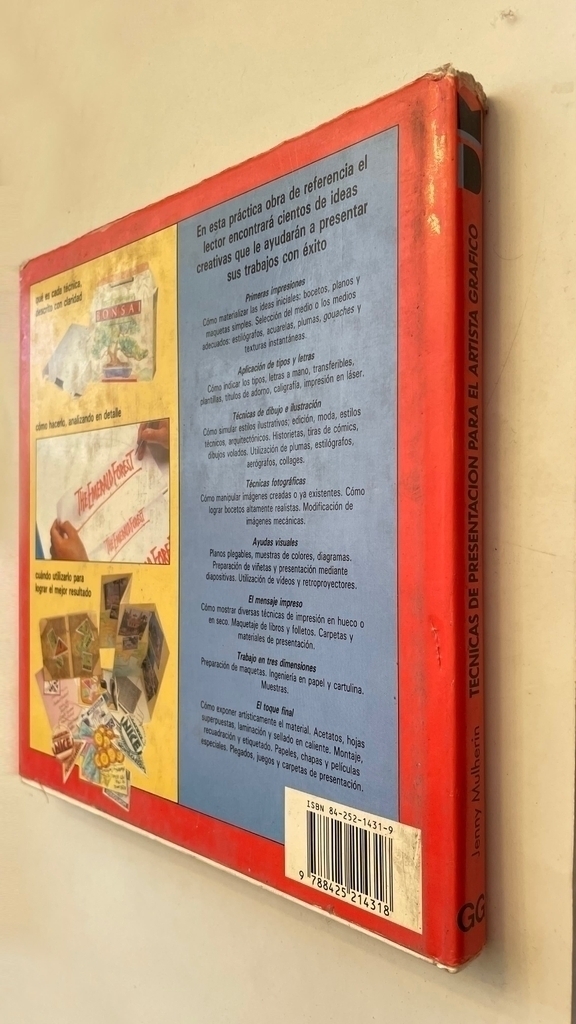 En esta práctica obra de referencia el
lector encontrará cientos de ideas
creativas que le ayudarán a presentar
sus trabajos con éxito
Primeras impresiones
Cómo materializar las ideas iniciales: bocetos, planos y
maquetas simples. Selección del medio o los medios
adecuados: estilógrafos, acuarelas, plumas, gouaches y
texturas instantáneas.
Aplicación de tipos y letras
Cómo indicar los tipos, letras a mano, transferibles,
plantillas, títulos de adorno, caligrafía, impresión en láser.
Técnicas de dibujo e ilustración
Cómo simular estilos ilustrativos; edición, moda, estilos
técnicos, arquitectónicos. Historietas, tiras de cómics,
dibujos volados. Utilización de plumas, estilógrafos,
aerógrafos, collages.
Técnicas fotográficas
Cómo manipular imágenes creadas o ya existentes. Cómo
lograr bocetos altamente realistas. Modificación de
imágenes mecánicas.
Ayudas visuales
Planos plegables, muestras de colores, diagramas.
Preparación de viñetas y presentación mediante
diapositivas. Utilización de vídeos y retroproyectores.
El mensaje impreso
Cómo mostrar diversas técnicas de impresión en hueco o
en seco. Maquetaje de libros y folletos. Carpetas y
materiales de presentación.
Trabajo en tres dimensiones
Preparación de maquetas. Ingeniería en papel y cartulina.
Muestras.
El toque final
Cómo exponer artísticamente el material. Acetatos, hojas
superpuestas, laminación y sellado en caliente. Montaje,
recuadración y etiquetado. Papeles, chapas y películas
especiales. Plegados, juegos y carpetas de presentación.
qué es cada técnica,
descrito con claridad
BONSAI
cómo hacerlo, analizando en detalle
THE EMERALD FOREST
THE EMERALD FOR
cuándo utilizarlo para
lograr el mejor resultado
NICE
ISBN 84-252-1431-9
9 788425 214318
Jenny Mulherin TECNICAS DE PRESENTACION PARA EL ARTISTA GRAFICO
GG